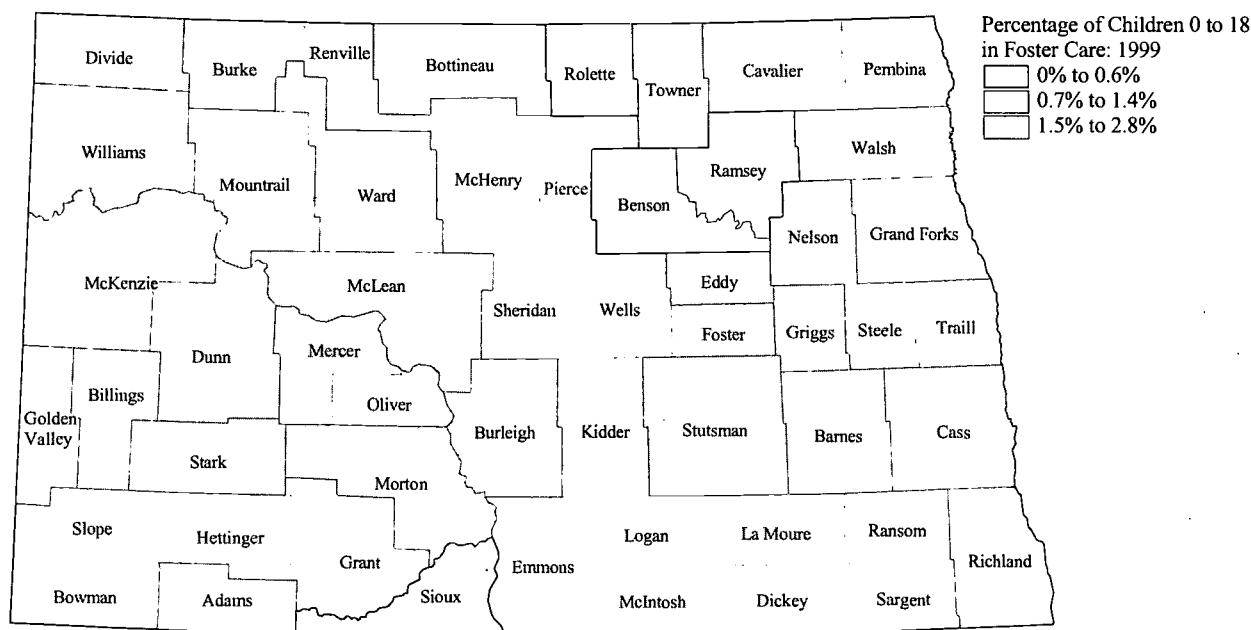 Percentage of Children 0 to 18
in Foster Care: 1999
0% to 0.6%
0.7% to 1.4%
1.5% to 2.8%
Divide
Burke
Renville
Bottineau
Rolette
Towner
Cavalier
Pembina
Williams
Mountrail
Ward
McHenry
Pierce
Benson
Ramsey
Walsh
Nelson
Grand Forks
McKenzie
McLean
Sheridan
Wells
Eddy
Foster
Griggs
Steele
Traill
Dunn
Mercer
Oliver
Billings
Golden
Valley
Stark
Morton
Burleigh
Kidder
Stutsman
Barnes
Cass
Slope
Hettinger
Grant
Emmons
Logan
La Moure
Ransom
Richland
Bowman
Adams
Sioux
McIntosh
Dickey
Sargent